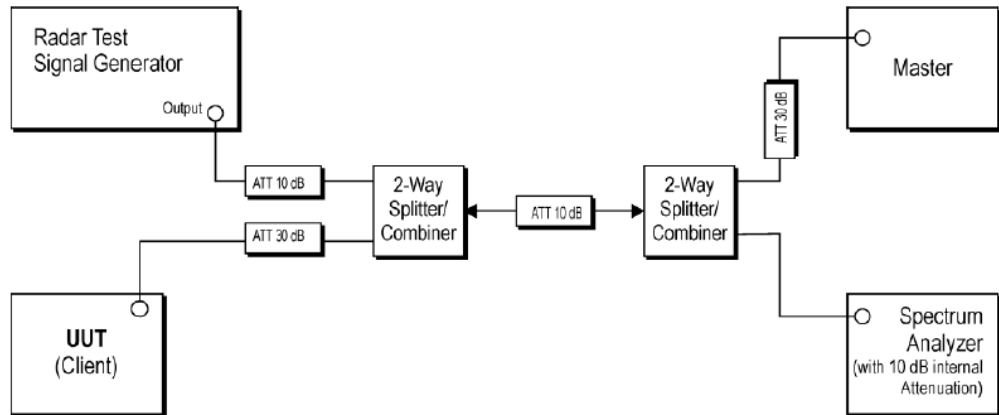 Radar Test
Signal Generator
Output
Master
ATT 30 dB
ATT 10 dB
2-Way
Splitter/
Combiner
ATT 10 dB
2-Way
Splitter/
Combiner
ATT 30 dB
UUT
(Client)
Spectrum
Analyzer
(with 10 dB internal
Attenuation)